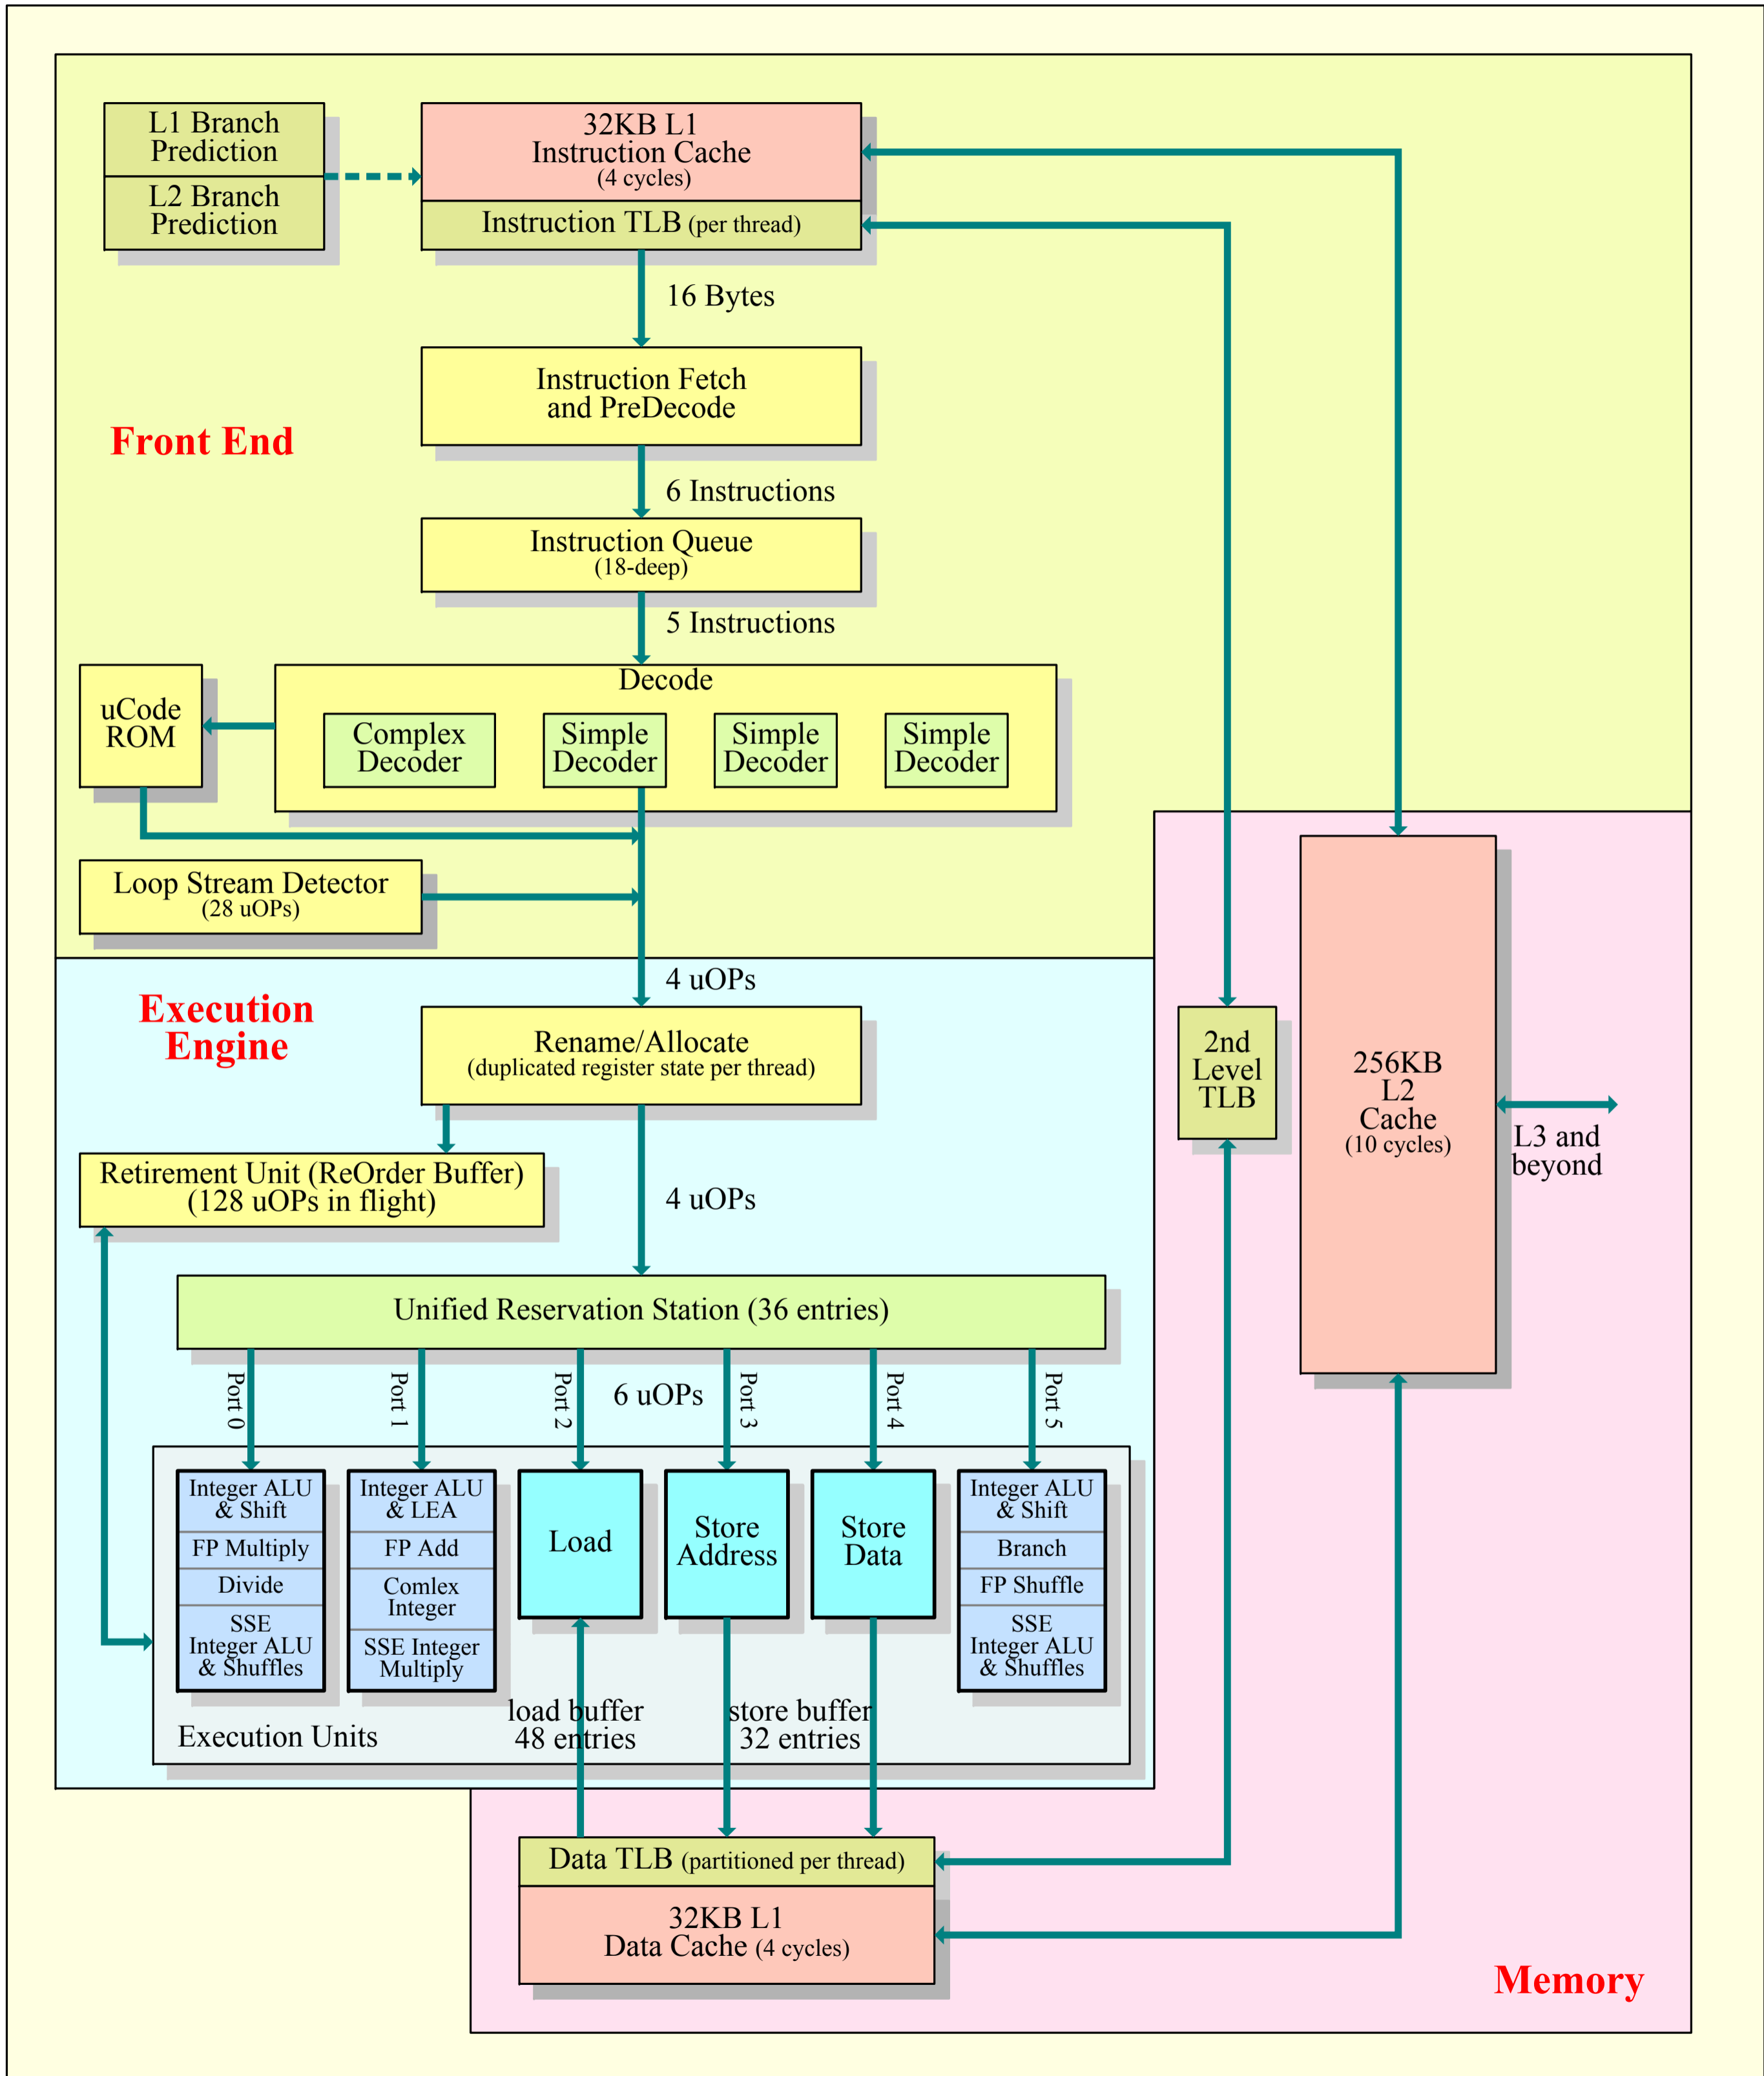 L1 Branch
Prediction
L2 Branch
Prediction
32KB L1
Instruction Cache
(4 cycles)
Instruction TLB (per thread)
16 Bytes
Instruction Fetch
and PreDecode
Front End
6 Instructions
Instruction Queue
(18-deep)
5 Instructions
Decode
uCode
ROM
Complex
Decoder
Simple
Decoder
Simple
Decoder
Simple
Decoder
Loop Stream Detector
(28 uOPs)
4 uOPs
Execution
Engine
Rename/Allocate
(duplicated register state per thread)
2nd
Level
TLB
256KB
L2
Cache
(10 cycles)
L3 and
beyond
Retirement Unit (ReOrder Buffer)
(128 uOPs in flight)
4 uOPs
Unified Reservation Station (36 entries)
Port 0
Port 1
Port 2
6 uOPs
Port 3
Port 4
Port 5
Integer ALU
& Shift
FP Multiply
Divide
SSE
Integer ALU
& Shuffles
Integer ALU
& LEA
FP Add
Comlex
Integer
SSE Integer
Multiply
Load
Store
Address
Store
Data
Integer ALU
& Shift
Branch
FP Shuffle
SSE
Integer ALU
& Shuffles
Execution Units
load buffer
48 entries
store buffer
32 entries
Data TLB (partitioned per thread)
32KB L1
Data Cache (4 cycles)
Memory